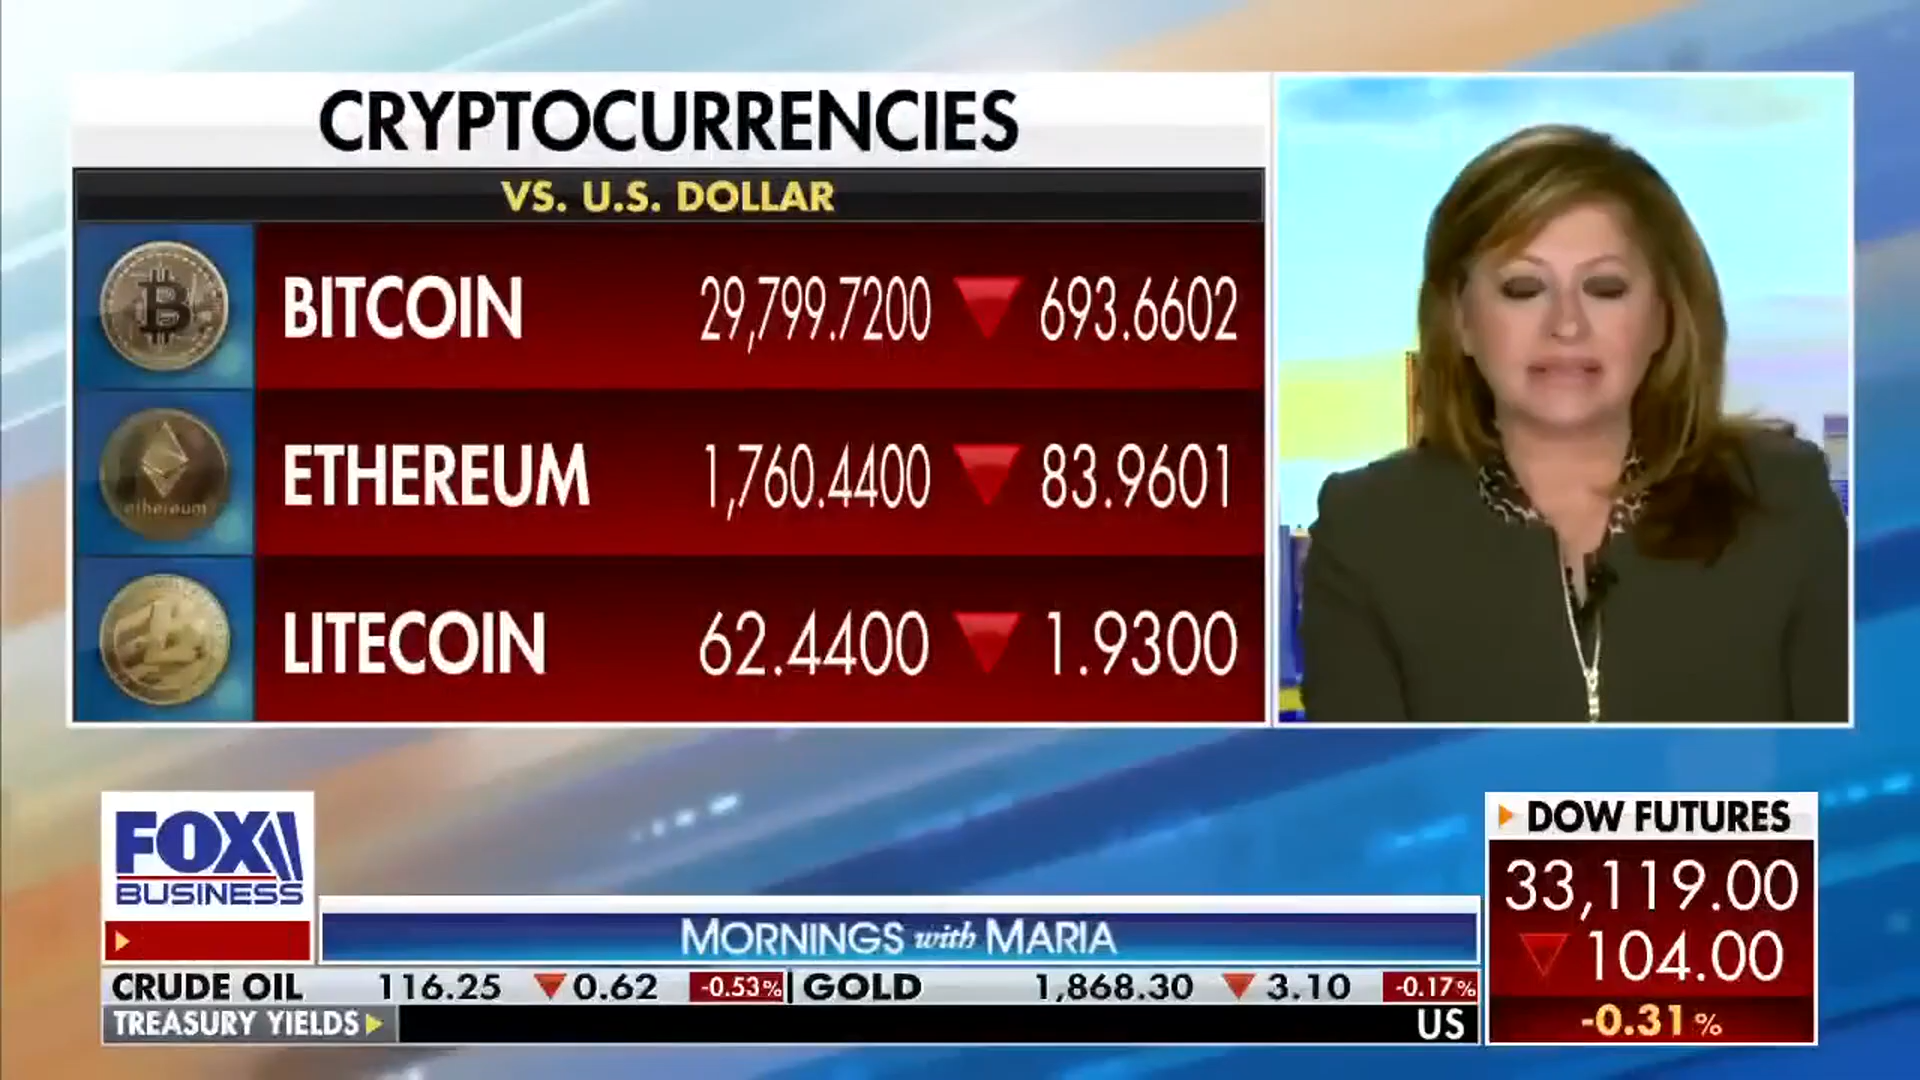 CRYPTOCURRENCIES
VS. U.S. DOLLAR
BITCOIN 29,799.7200 ▼ 693.6602
ethereum
ETHEREUM 1,760.4400 ▼ 83.9601
LITECOIN 62.4400 ▼ 1.9300
FOX
BUSINESS
MORNINGS with MARIA
DOW FUTURES
33,119.00
▼ 104.00
-0.31 %
CRUDE OIL 116.25 ▼ 0.62 -0.53% GOLD 1,868.30 ▼ 3.10 -0.17%
TREASURY YIELDS US